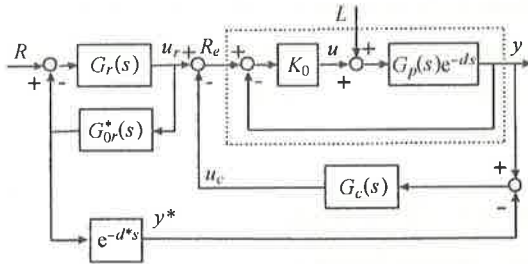 L
R + - G_r(s) u_r + R_e + K_0 u + G_p(s)e^{-ds} y
- - + -
G^*_{0r}(s)
u_c G_c(s) +
y* -
e^{-d*s}